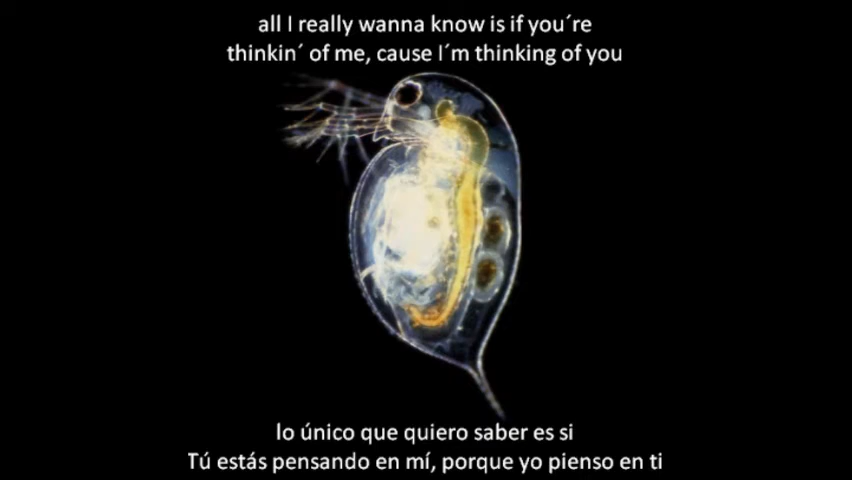 all I really wanna know is if you´re
thinkin´ of me, cause I´m thinking of you
lo único que quiero saber es si
Tú estás pensando en mí, porque yo pienso en ti